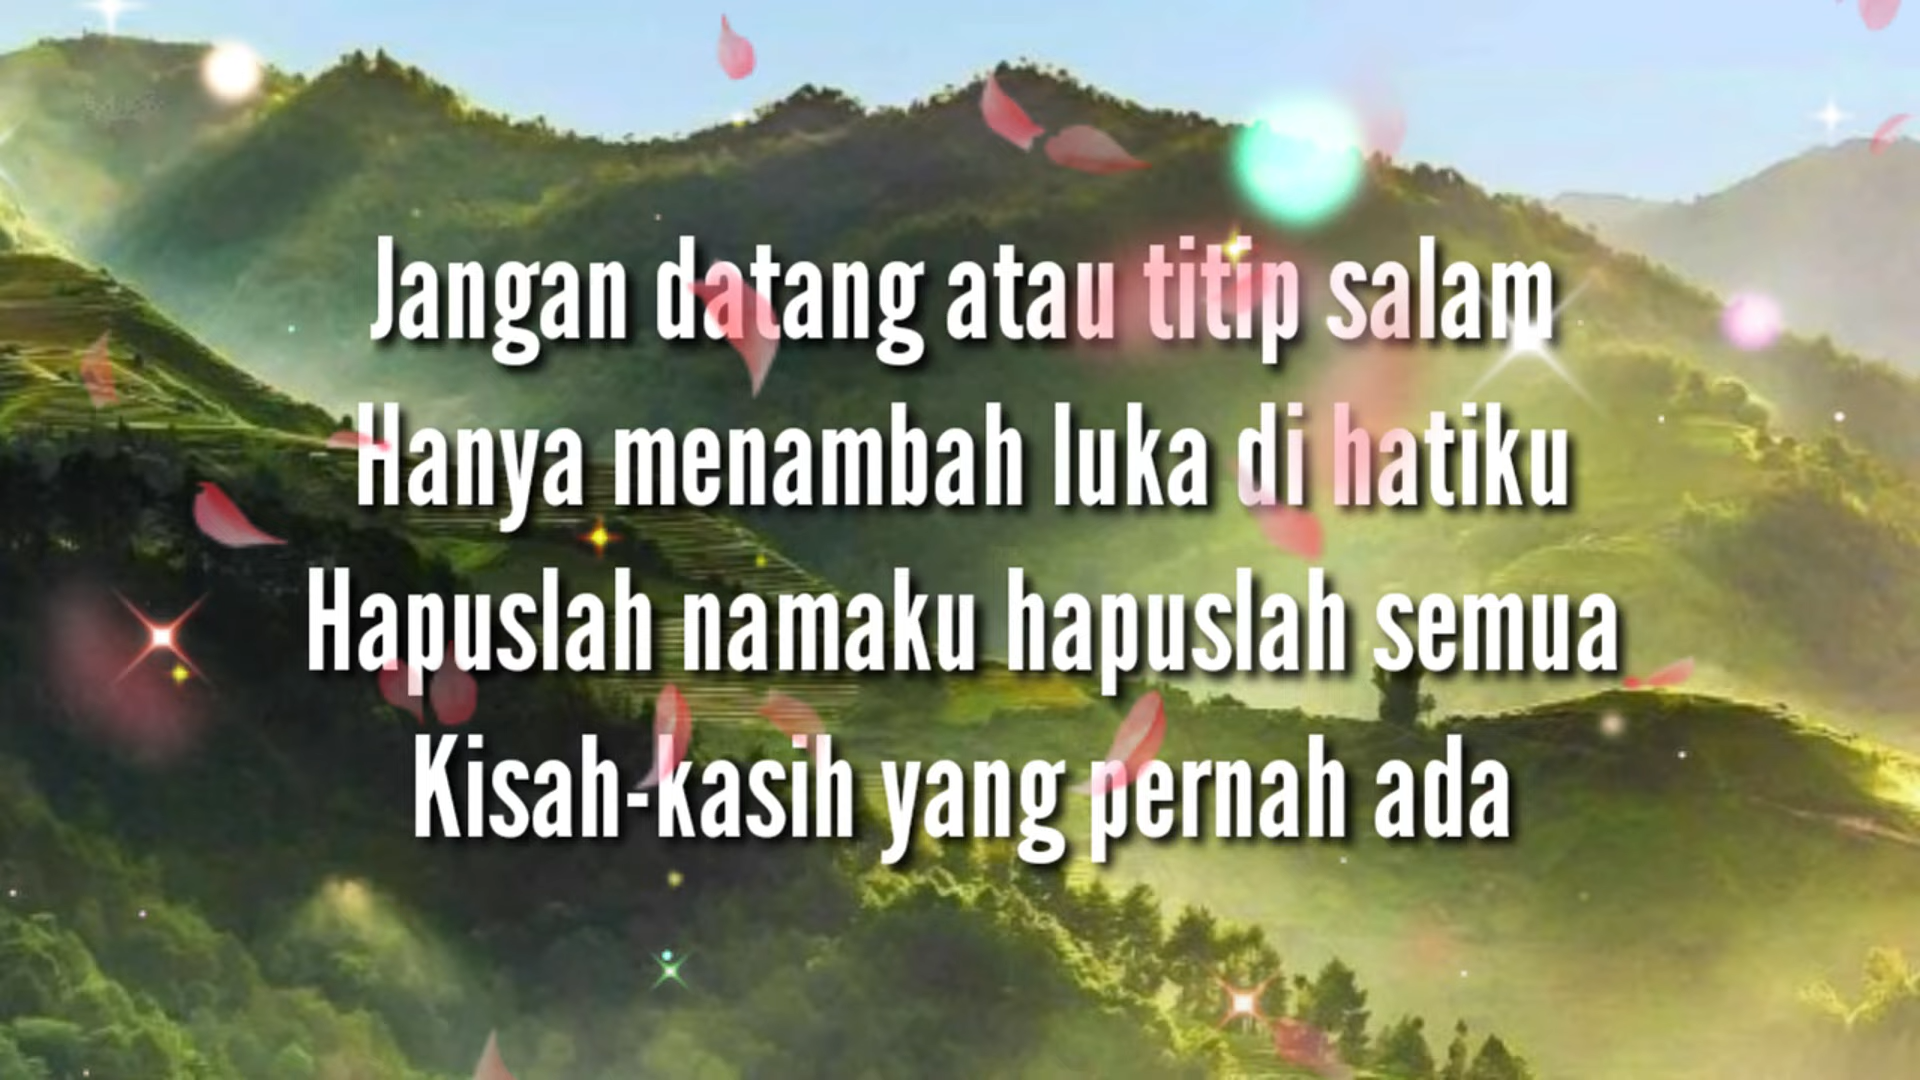 Jangan datang atau titip salam
Hanya menambah luka di hatiku
Hapuslah namaku hapuslah semua
Kisah-kasih yang pernah ada